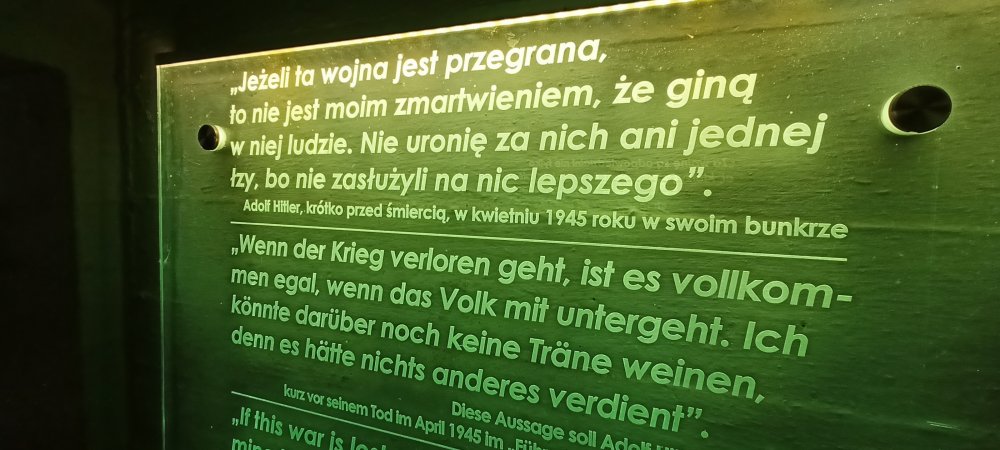 „Jeżeli ta wojna jest przegrana,
to nie jest moim zmartwieniem, że giną
w niej ludzie. Nie uronię za nich ani jednej
łzy, bo nie zasłużyli na nic lepszego”.
Adolf Hitler, krótko przed śmiercią, w kwietniu 1945 roku w swoim bunkrze
„Wenn der Krieg verloren geht, ist es vollkom-
men egal, wenn das Volk mit untergeht. Ich
könnte darüber noch keine Träne weinen,
denn es hätte nichts anderes verdient”.
Diese Aussage soll Adolf
kurz vor seinem Tod im April 1945 im
„If this war is